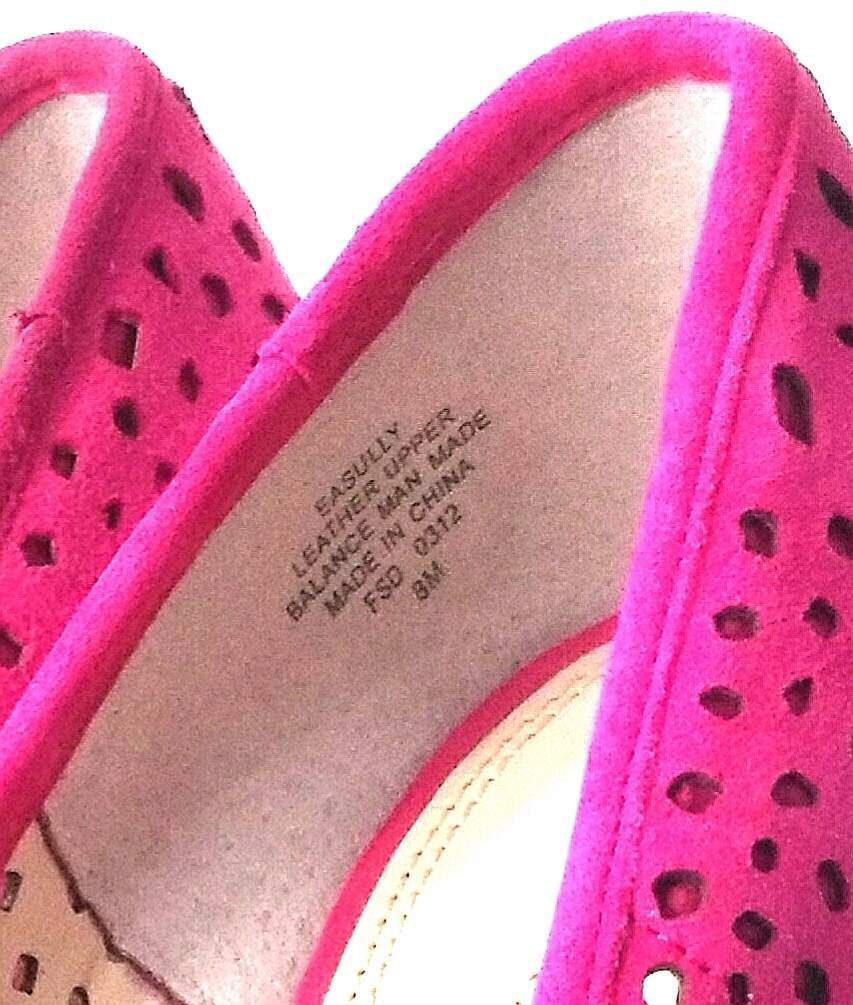 EASULLY
LEATHER UPPER
BALANCE MAN MADE
MADE IN CHINA
FSD 0312
8M